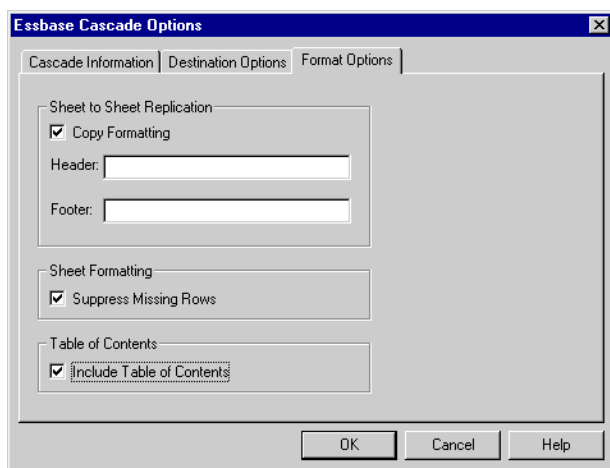 Essbase Cascade Options
Cascade Information Destination Options Format Options
Sheet to Sheet Replication
Copy Formatting
Header:
Footer:
Sheet Formatting
Suppress Missing Rows
Table of Contents
Include Table of Contents
OK Cancel Help